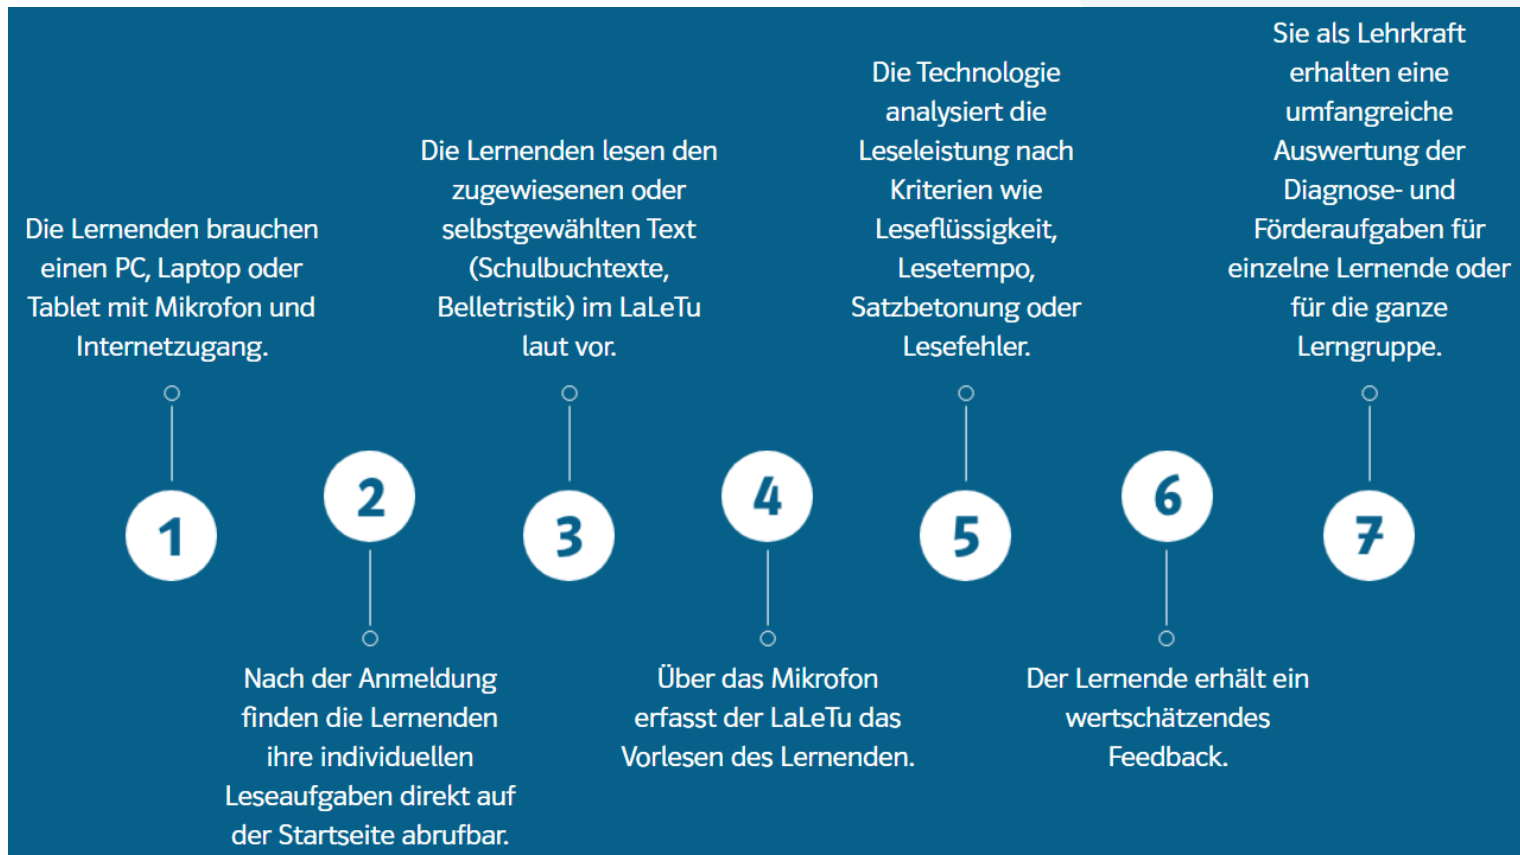 Die Lernenden brauchen
einen PC, Laptop oder
Tablet mit Mikrofon und
Internetzugang.
1
2
Nach der Anmeldung
finden die Lernenden
ihre individuellen
Leseaufgaben direkt auf
der Startseite abrufbar.
Die Lernenden lesen den
zugewiesenen oder
selbstgewählten Text
(Schulbuchtexte,
Belletristik) im LaLeTu
laut vor.
3
4
Über das Mikrofon
erfasst der LaLeTu das
Vorlesen des Lernenden.
Die Technologie
analysiert die
Leseleistung nach
Kriterien wie
Leseflüssigkeit,
Lesetempo,
Satzbetonung oder
Lesefehler.
5
6
Der Lernende erhält ein
wertschätzendes
Feedback.
Sie als Lehrkraft
erhalten eine
umfangreiche
Auswertung der
Diagnose- und
Förderaufgaben für
einzelne Lernende oder
für die ganze
Lerngruppe.
7